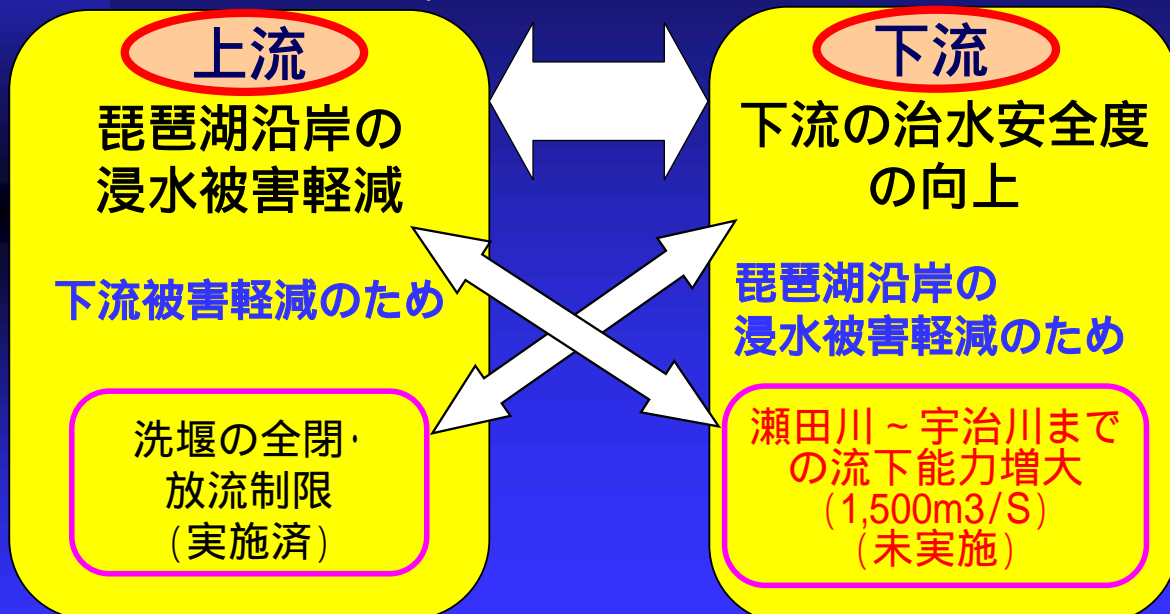 上流
琵琶湖沿岸の
浸水被害軽減
下流被害軽減のため
洗堰の全閉・
放流制限
(実施済)
下流
下流の治水安全度
の向上
琵琶湖沿岸の
浸水被害軽減のため
瀬田川~宇治川まで
の流下能力増大
(1,500m3/S)
(未実施)